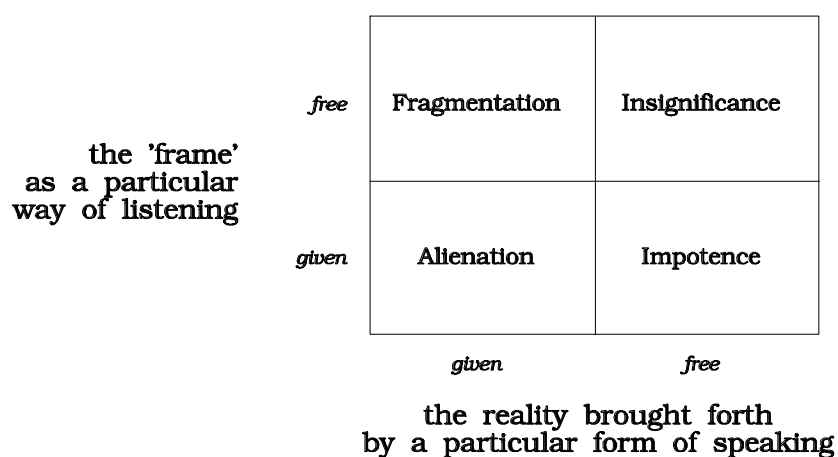 free
Fragmentation
Insignificance
the 'frame'
as a particular
way of listening
given
Alienation
Impotence
given
free
the reality brought forth
by a particular form of speaking